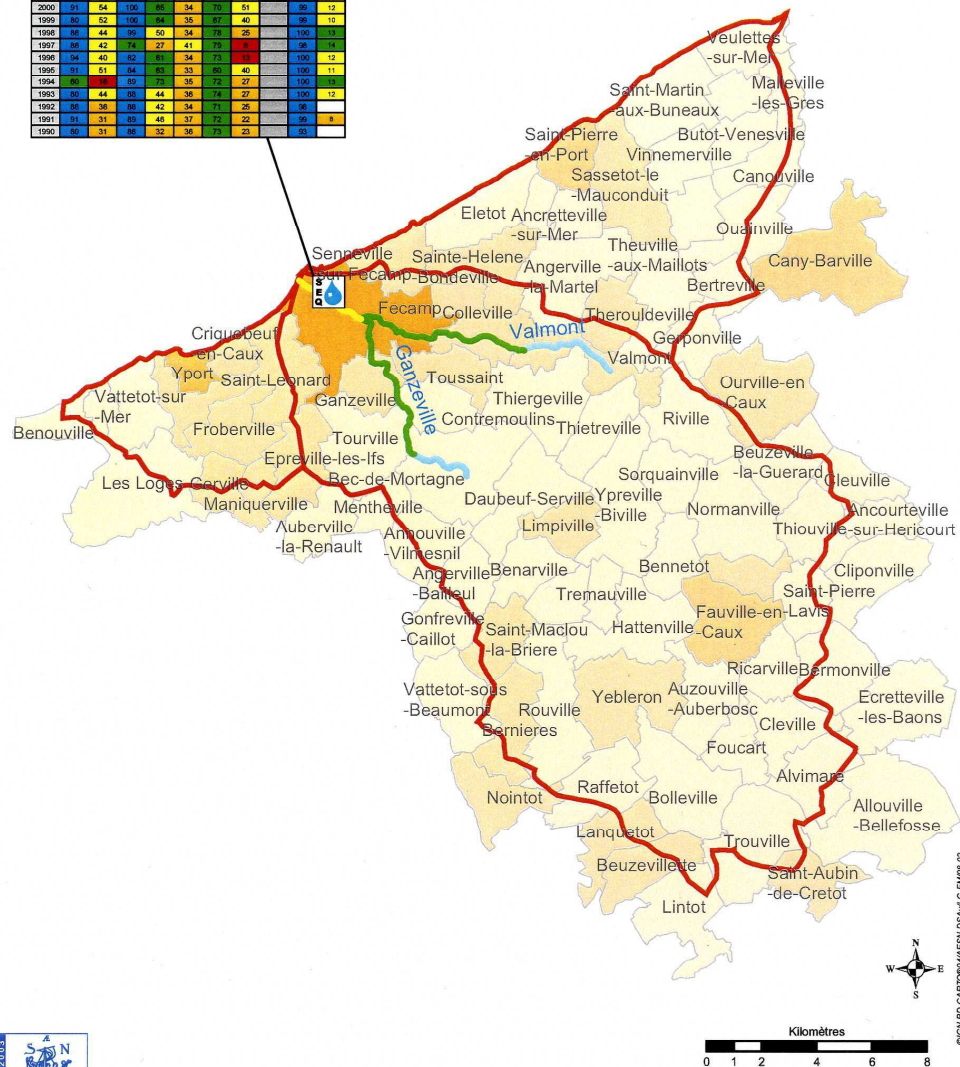 2000 91 54 100 65 34 70 51 99 12
1999 80 52 100 64 35 67 40 99 10
1998 86 44 99 50 34 78 25 100 13
1997 86 42 74 27 41 79 98 14
1996 94 40 82 61 34 73 13 100 12
1995 91 51 84 63 33 60 40 100 11
1994 60 89 73 35 72 27 100 13
1993 80 44 88 44 36 74 27 100 12
1992 86 36 86 42 34 71 25 98
1991 91 31 89 46 37 72 22 99 8
1990 80 31 86 32 36 73 23 93
Veulettes
-sur-Mer
Malleville
-les-Gres
Saint-Martin
-aux-Buneaux
Saint-Pierre
-en-Port
Butot-Venesville
Vinnemerville
Sassetot-le
-Mauconduit
Canouville
Eletot
Ancretteville
-sur-Mer
Ouainville
Theuville
-aux-Maillots
Cany-Barville
Senneville
-sur-Fecamp
Sainte-Helene
-Bondeville
Angerville
-la-Martel
Bertreville
S
E
Q
Fecamp
Colleville
Therouldeville
Valmont
Gerponville
Criquebeuf
-en-Caux
Ganzeville
Valmont
Yport
Saint-Leonard
Toussaint
Ourville-en
-Caux
Vattetot-sur
-Mer
Ganzeville
Thiergeville
Contremoulins
Thietreville
Riville
Benouville
Froberville
Tourville
Epreville-les-Ifs
Beuzeville
-la-Guerard
Les Loges
Gerville
Bec-de-Mortagne
Sorquainville
Cleuville
Maniquerville
Mentheville
Daubeuf-Serville
Ypreville
-Biville
Normanville
Ancourteville
-sur-Hericourt
Thiouville
Auberville
-la-Renault
Annouville
-Vilmesnil
Limpiville
Angerville
-Bailleul
Benarville
Bennetot
Cliponville
Tremauville
Saint-Pierre
-Lavis
Gonfreville
-Caillot
Saint-Maclou
-la-Briere
Hattenville
Fauville-en
-Caux
Ricarville
Bermonville
Vattetot-sous
-Beaumont
Rouville
Yebleron
Auzouville
-Auberbosc
Ecretteville
-les-Baons
Bernieres
Cleville
Foucart
Alvimare
Nointot
Raffetot
Bolleville
Allouville
-Bellefosse
Lanquetot
Trouville
Beuzevillette
Saint-Aubin
-de-Cretot
Lintot
N
W
E
S
Kilomètres
0 1 2 4 6 8
2003
S N